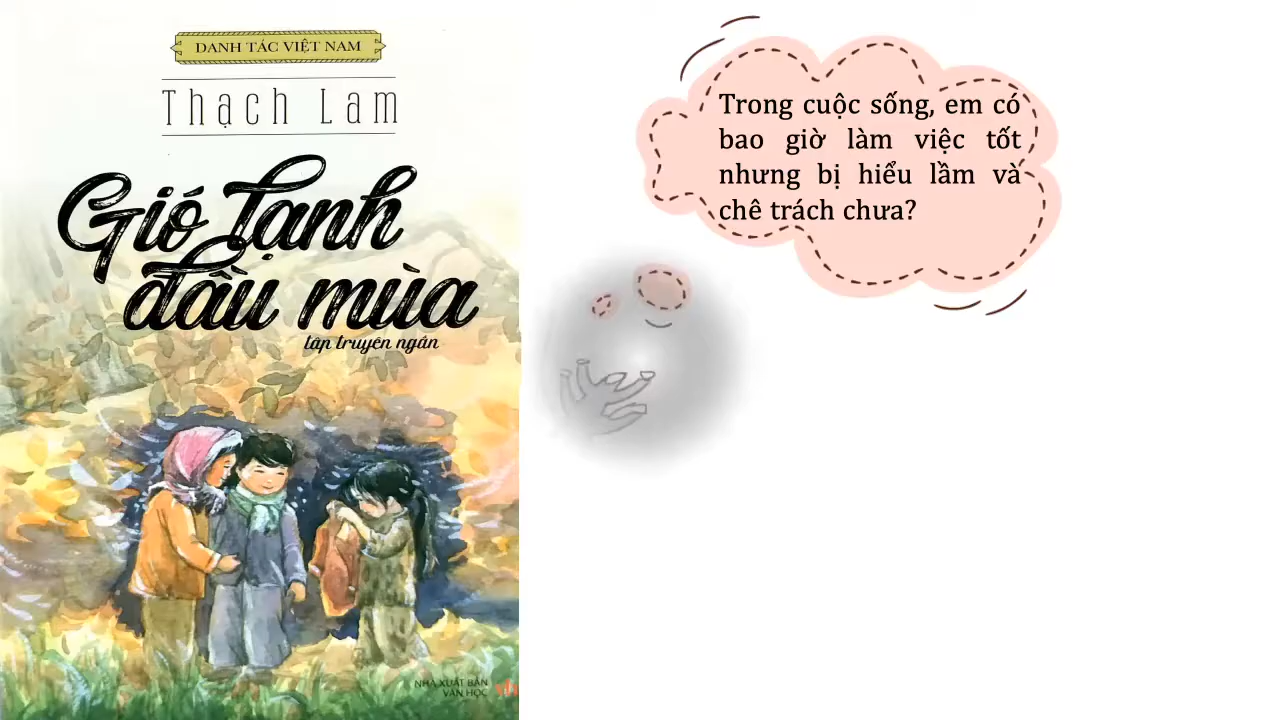 DANH TÁC VIỆT NAM
Thạch Lam
Gió lạnh
đầu mùa
tập truyện ngắn
NHÀ XUẤT BẢN
VĂN HỌC
Trong cuộc sống, em có
bao giờ làm việc tốt
nhưng bị hiểu lầm và
chê trách chưa?